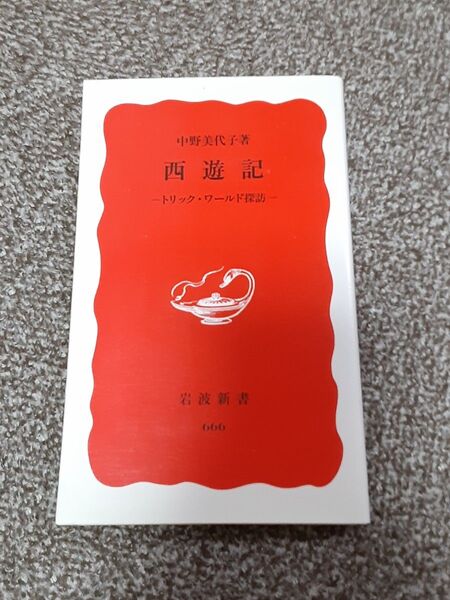 中野美代子著
西遊記
－トリック・ワールド探訪－
岩波新書
666